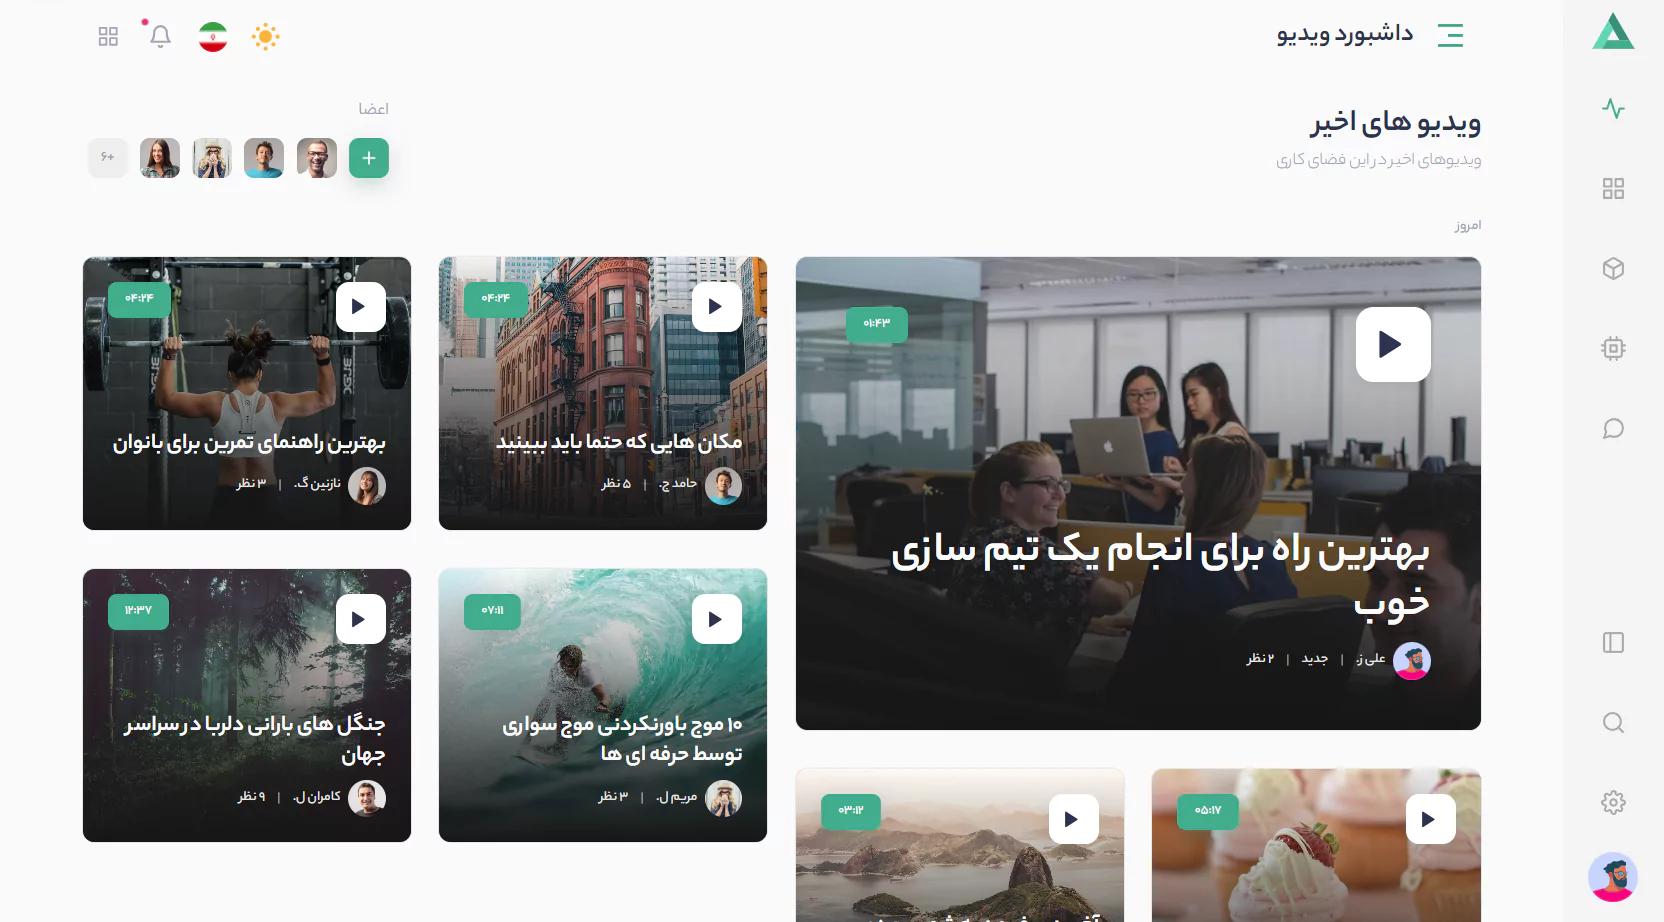 داشبورد ویدیو
ویدیو های اخیر
ویدیوهای اخیر در این فضای کاری
اعضا
+۶
امروز
۰۱:۴۳
بهترین راه برای انجام یک تیم سازی
خوب
علی ز. | جدید | ۲ نظر
۰۴:۲۴
مکان هایی که حتما باید ببینید
حامد ج. | ۵ نظر
۰۴:۲۴
بهترین راهنمای تمرین برای بانوان
نازنین گ. | ۳ نظر
۰۷:۱۱
۱۰ موج باورنکردنی موج سواری
توسط حرفه ای ها
مریم ل. | ۳ نظر
۱۲:۳۷
جنگل های بارانی دلربا در سراسر
جهان
کامران ل. | ۹ نظر
۰۵:۱۷
۰۳:۱۲